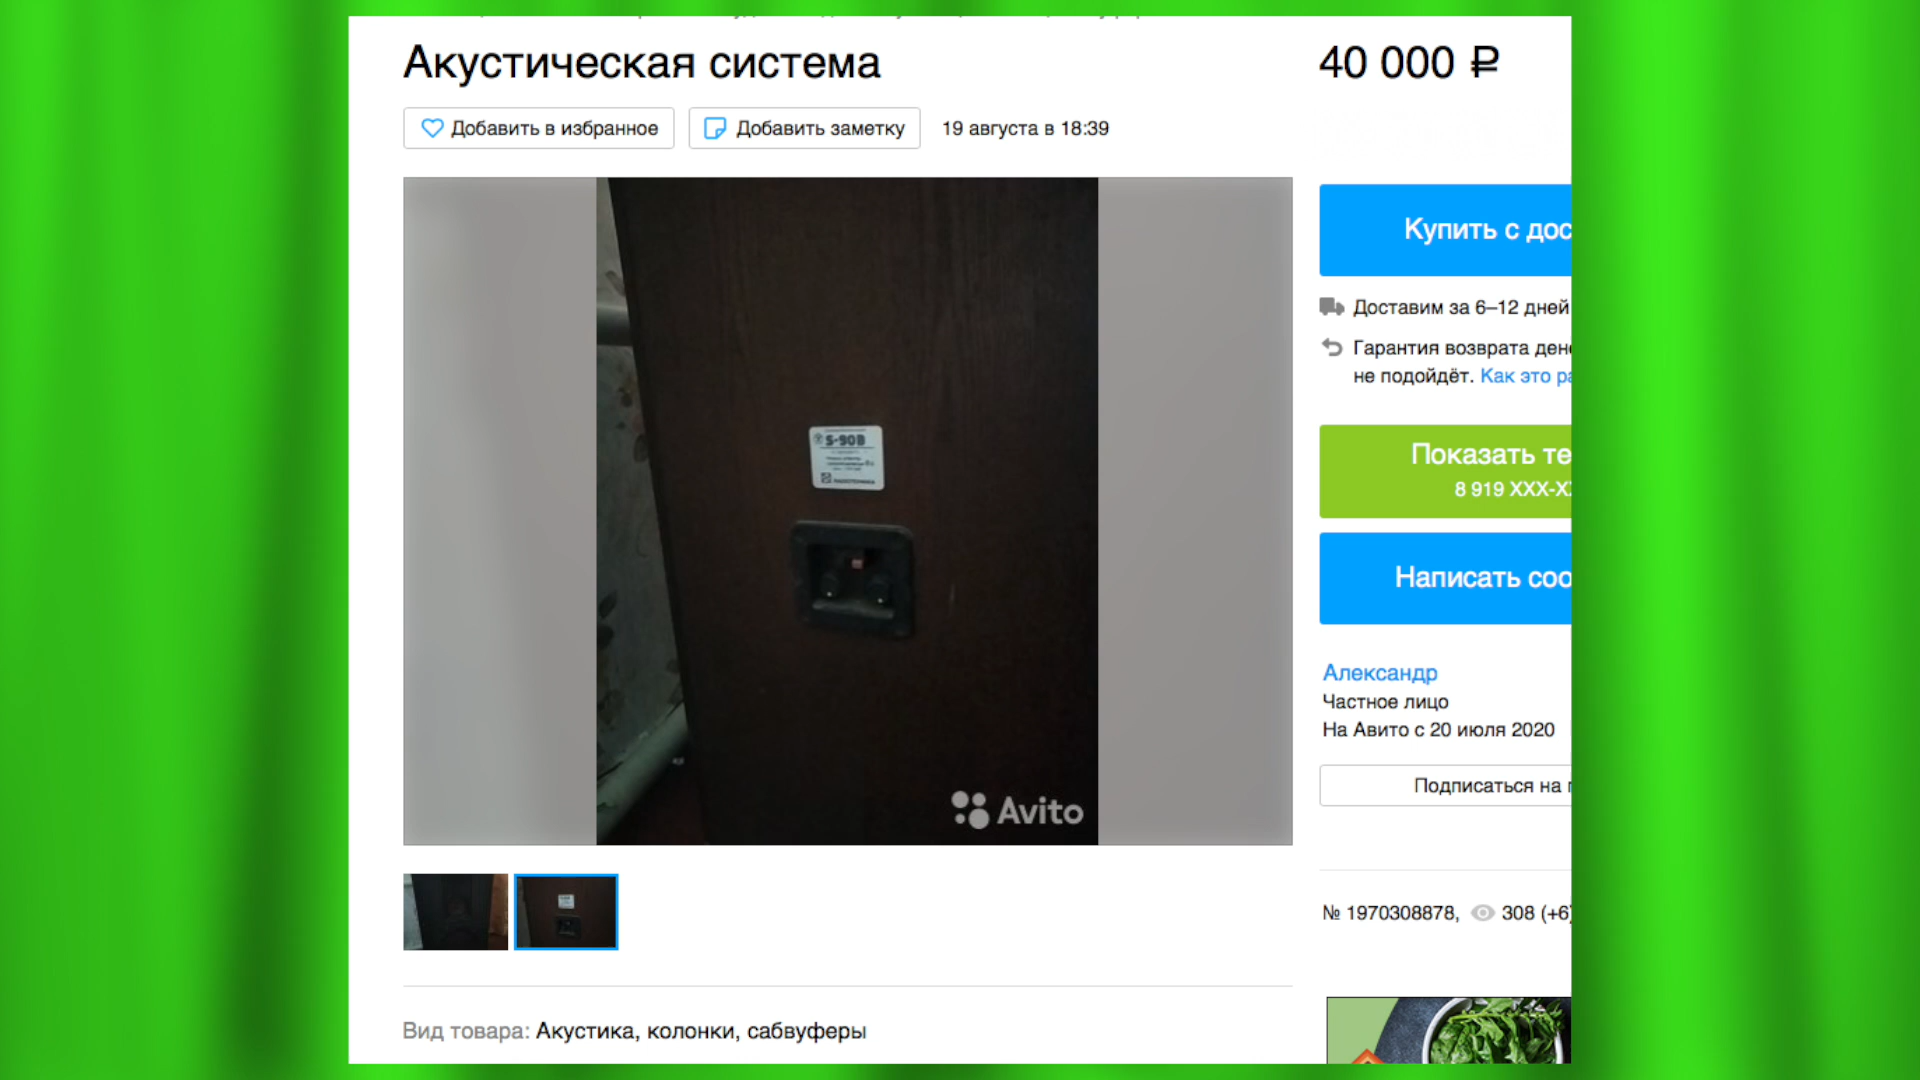 Акустическая система
40 000 ₽
Добавить в избранное
Добавить заметку
19 августа в 18:39
Купить с дос
Доставим за 6–12 дней
Гарантия возврата ден
не подойдёт. Как это ра
S-90B
Показать те
8 919 XXX-X
Написать соо
Александр
Частное лицо
На Авито с 20 июля 2020
Подписаться на п
Avito
№ 1970308878, 308 (+6)
Вид товара: Акустика, колонки, сабвуферы